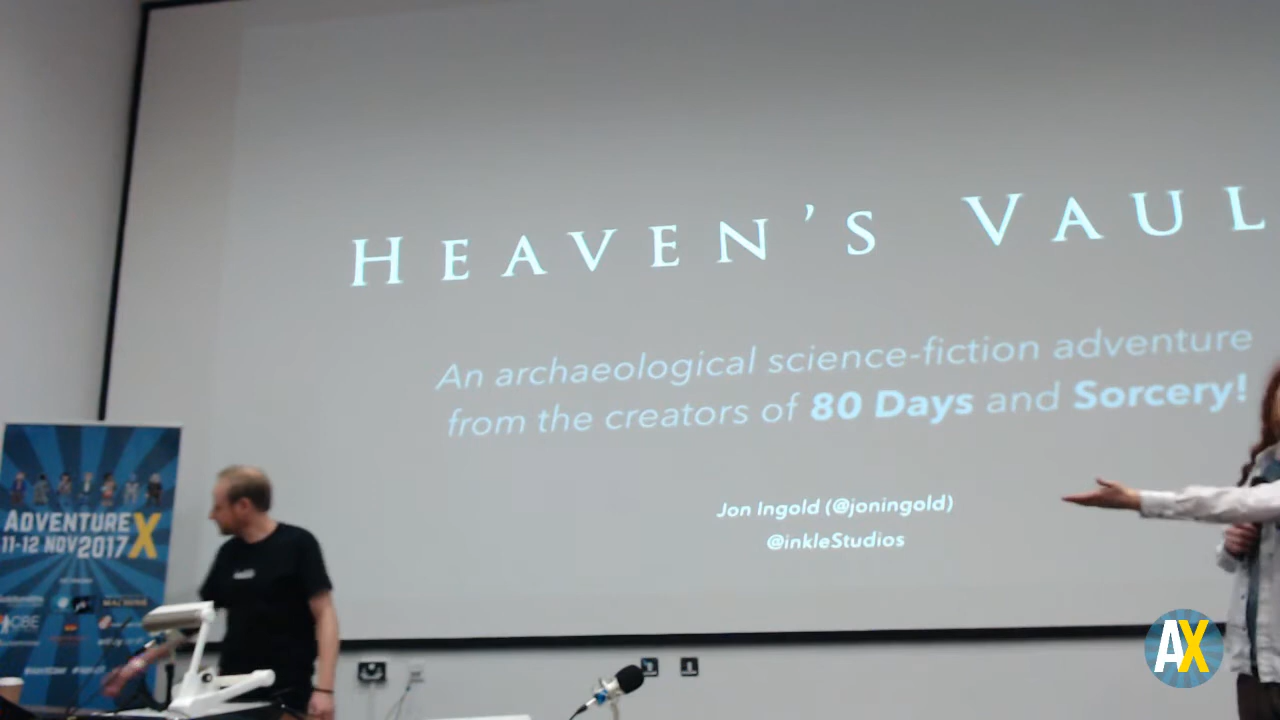 HEAVEN'S VAUL
An archaeological science-fiction adventure
from the creators of 80 Days and Sorcery!
Jon Ingold (@joningold)
@inkleStudios
ADVENTURE X
11-12 NOV 2017
AX